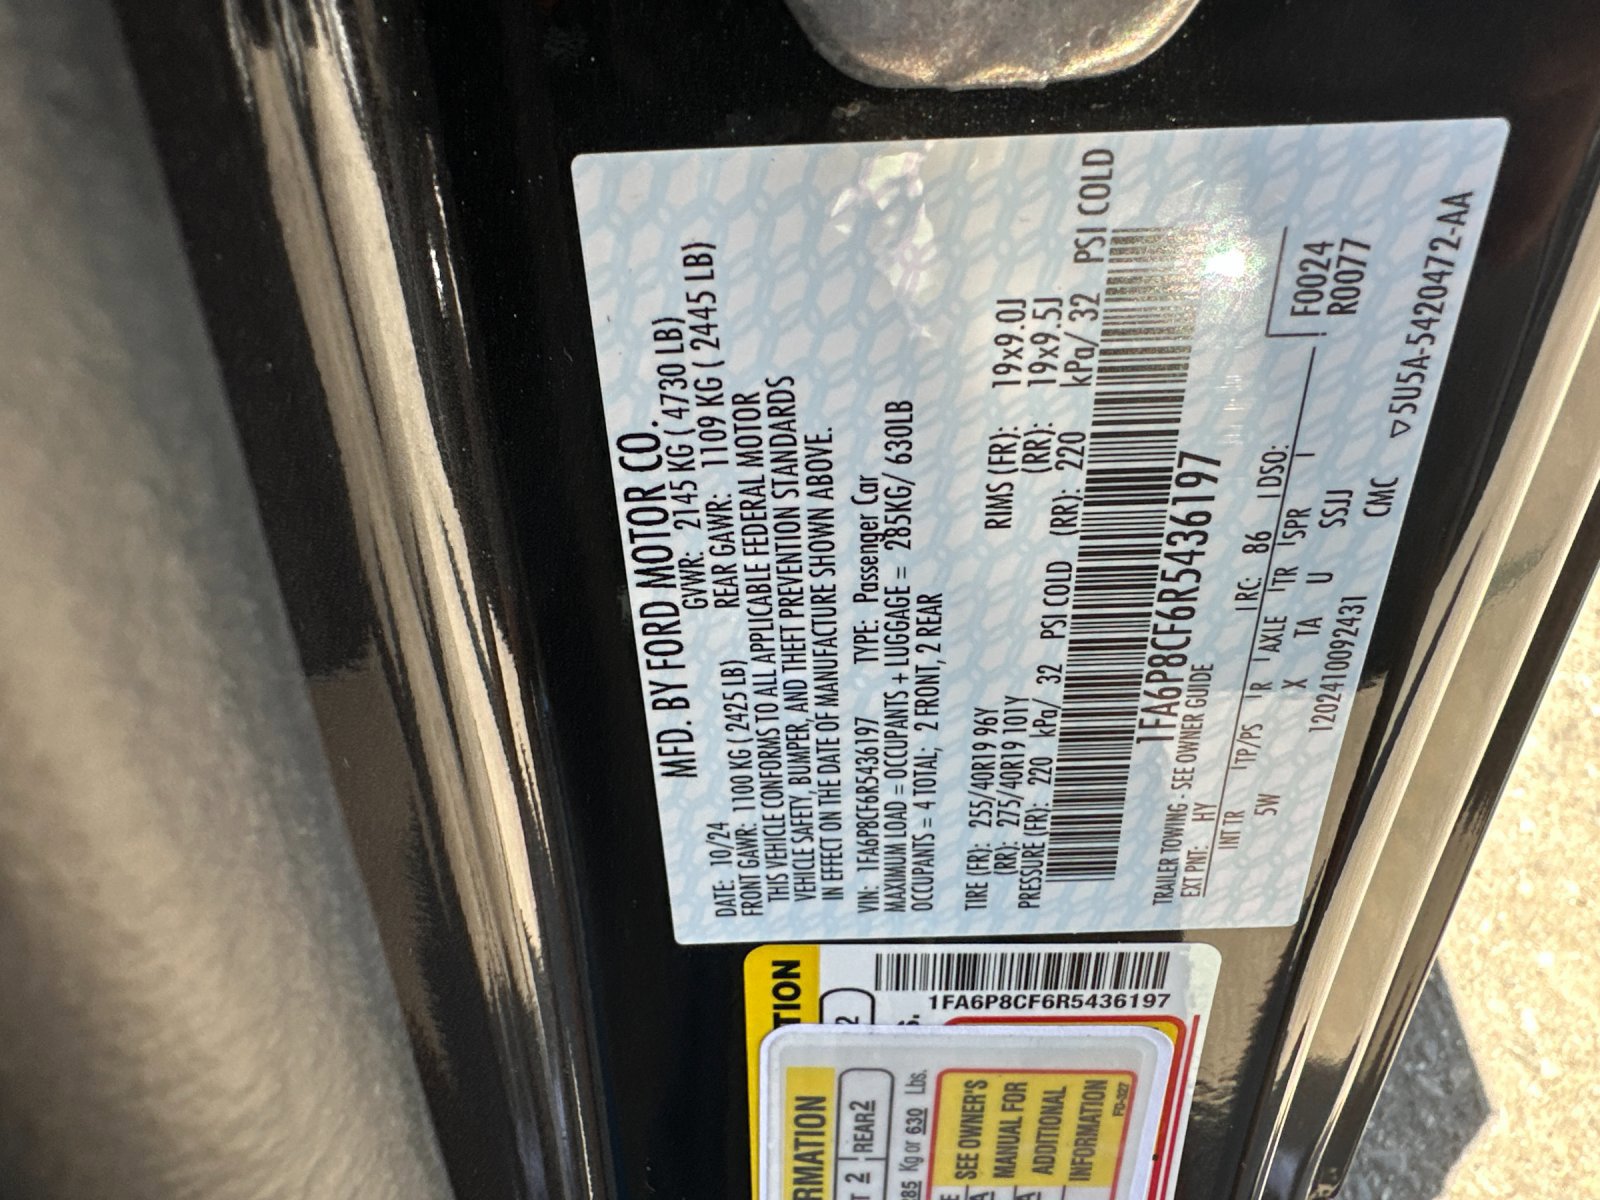 MFD. BY FORD MOTOR CO.
DATE: 10/24 GVWR: 2145 KG ( 4730 LB)
FRONT GAWR: 1100 KG ( 2425 LB) REAR GAWR: 1109 KG ( 2445 LB)
THIS VEHICLE CONFORMS TO ALL APPLICABLE FEDERAL MOTOR
VEHICLE SAFETY, BUMPER, AND THEFT PREVENTION STANDARDS
IN EFFECT ON THE DATE OF MANUFACTURE SHOWN ABOVE.
VIN: 1FA6P8CF6R5436197 TYPE: Passenger Car
MAXIMUM LOAD = OCCUPANTS + LUGGAGE = 285KG/ 630LB
OCCUPANTS = 4 TOTAL; 2 FRONT, 2 REAR
TIRE (FR): 255/40R19 96Y RIMS (FR): 19x9.0J
(RR): 275/40R19 101Y (RR): 19x9.5J
PRESSURE (FR): 220 kPa/ 32 PSI COLD (RR): 220 kPa/ 32 PSI COLD
1FA6P8CF6R5436197
TRAILER TOWING - SEE OWNER GUIDE
EXT PNT: HY RC: 86 DSO:
INT TR TP/PS R AXLE TR SPR
5W X TA U SSJJ
F0024
R0077
1202410092431 CMC
▽5U5A-5420472-AA
TION
2
1FA6P8CF6R5436197
RMATION
T 2 REAR2
285 Kg or 630 Lbs.
SEE OWNER'S
MANUAL FOR
ADDITIONAL
INFORMATION